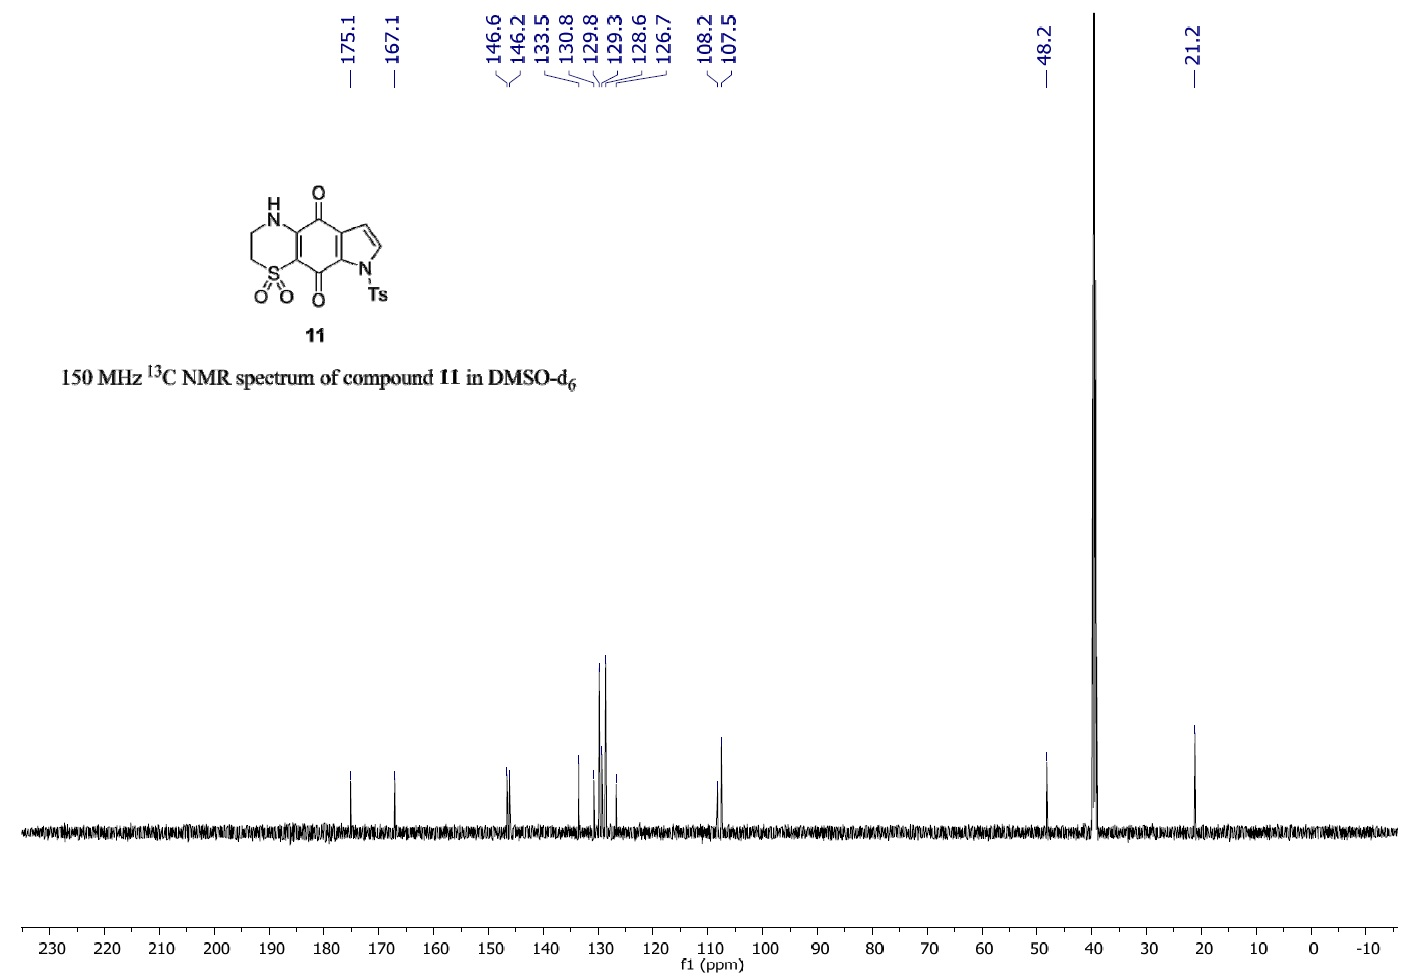 175.1
167.1
146.6
146.2
133.5
130.8
129.8
129.3
128.6
126.7
108.2
107.5
48.2
21.2
O
H
N
S
O O
O
N
Ts
11
150 MHz ¹³C NMR spectrum of compound 11 in DMSO-d₆
230 220 210 200 190 180 170 160 150 140 130 120 110 100 90 80 70 60 50 40 30 20 10 0 -10
f1 (ppm)